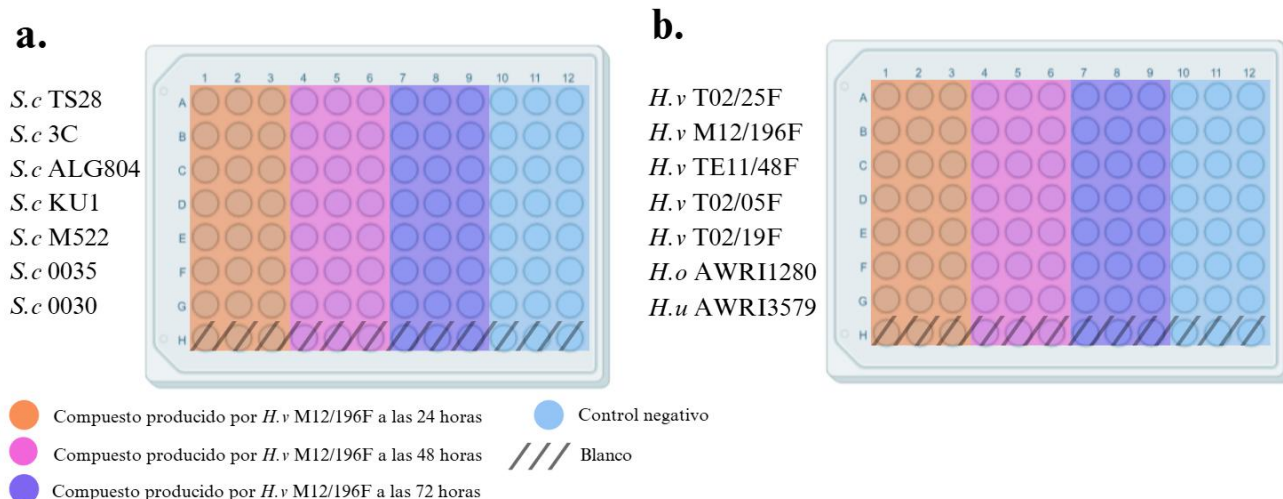 a.
S.c TS28
S.c 3C
S.c ALG804
S.c KU1
S.c M522
S.c 0035
S.c 0030
1 2 3 4 5 6 7 8 9 10 11 12
A
B
C
D
E
F
G
H
b.
H.v T02/25F
H.v M12/196F
H.v TE11/48F
H.v T02/05F
H.v T02/19F
H.o AWRI1280
H.u AWRI3579
1 2 3 4 5 6 7 8 9 10 11 12
A
B
C
D
E
F
G
H
Compuesto producido por H.v M12/196F a las 24 horas
Control negativo
Compuesto producido por H.v M12/196F a las 48 horas
Blanco
Compuesto producido por H.v M12/196F a las 72 horas